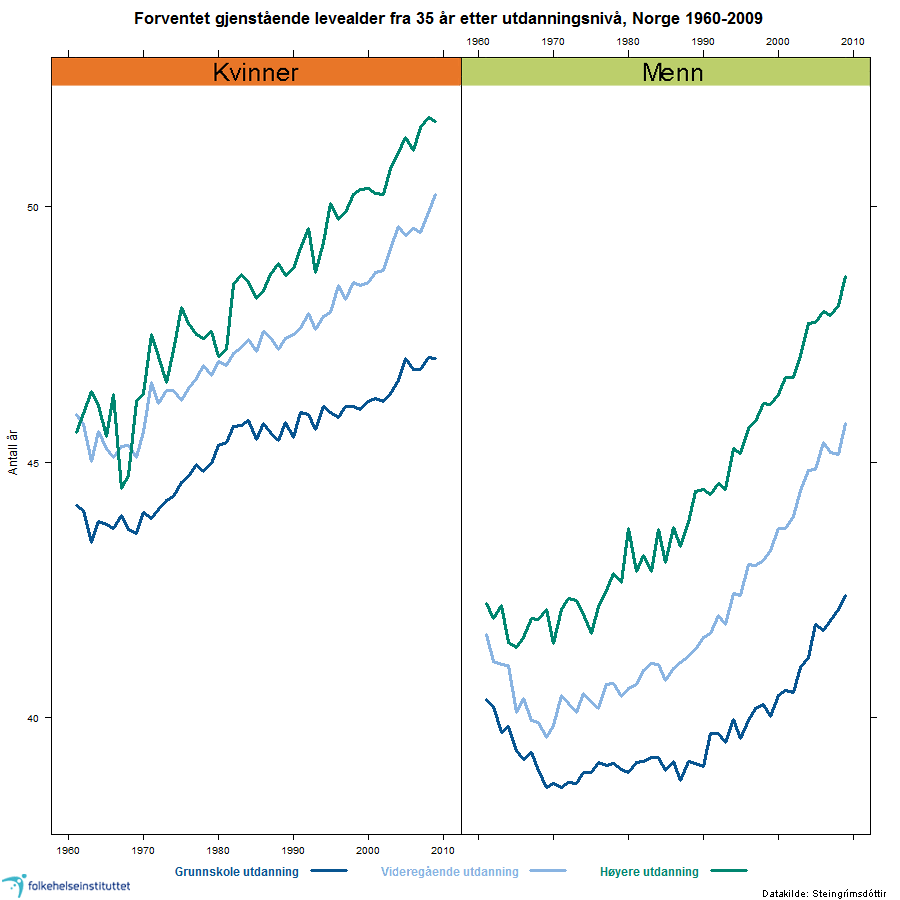 Forventet gjenstående levealder fra 35 år etter utdanningsnivå, Norge 1960-2009
1960 1970 1980 1990 2000 2010
Kvinner Menn
50
45
Antall år
40
1960 1970 1980 1990 2000 2010
Grunnskole utdanning Videregående utdanning Høyere utdanning
folkehelseinstituttet
Datakilde: Steingrímsdóttir